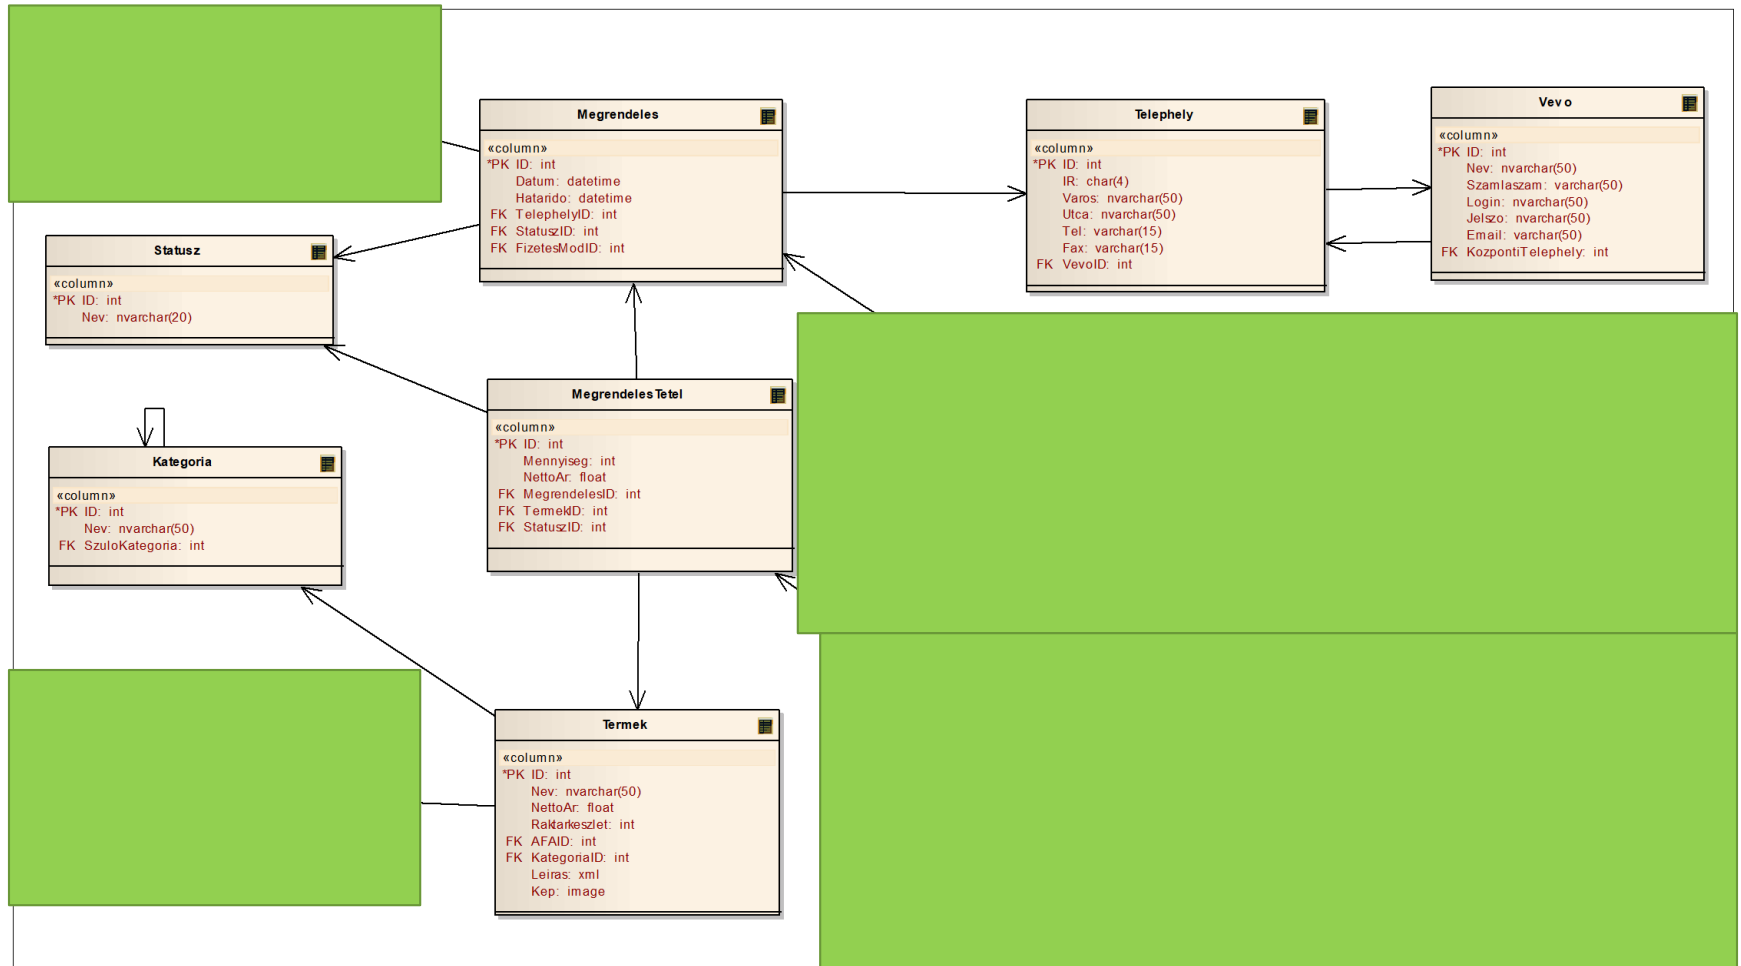 Megrendeles
«column»
*PK ID: int
Datum: datetime
Hatarido: datetime
FK TelephelyID: int
FK StatuszID: int
FK FizetesModID: int
Telephely
«column»
*PK ID: int
IR: char(4)
Varos: nvarchar(50)
Utca: nvarchar(50)
Tel: varchar(15)
Fax: varchar(15)
FK VevoID: int
Vevo
«column»
*PK ID: int
Nev: nvarchar(50)
Szamlaszam: varchar(50)
Login: nvarchar(50)
Jelszo: nvarchar(50)
Email: varchar(50)
FK KozpontiTelephely: int
Statusz
«column»
*PK ID: int
Nev: nvarchar(20)
MegrendelesTetel
«column»
*PK ID: int
Mennyiseg: int
NettoAr: float
FK MegrendelesID: int
FK TermekID: int
FK StatuszID: int
Kategoria
«column»
*PK ID: int
Nev: nvarchar(50)
FK SzuloKategoria: int
Termek
«column»
*PK ID: int
Nev: nvarchar(50)
NettoAr: float
Raktarkeszlet: int
FK AFAID: int
FK KategoriaID: int
Leiras: xml
Kep: image